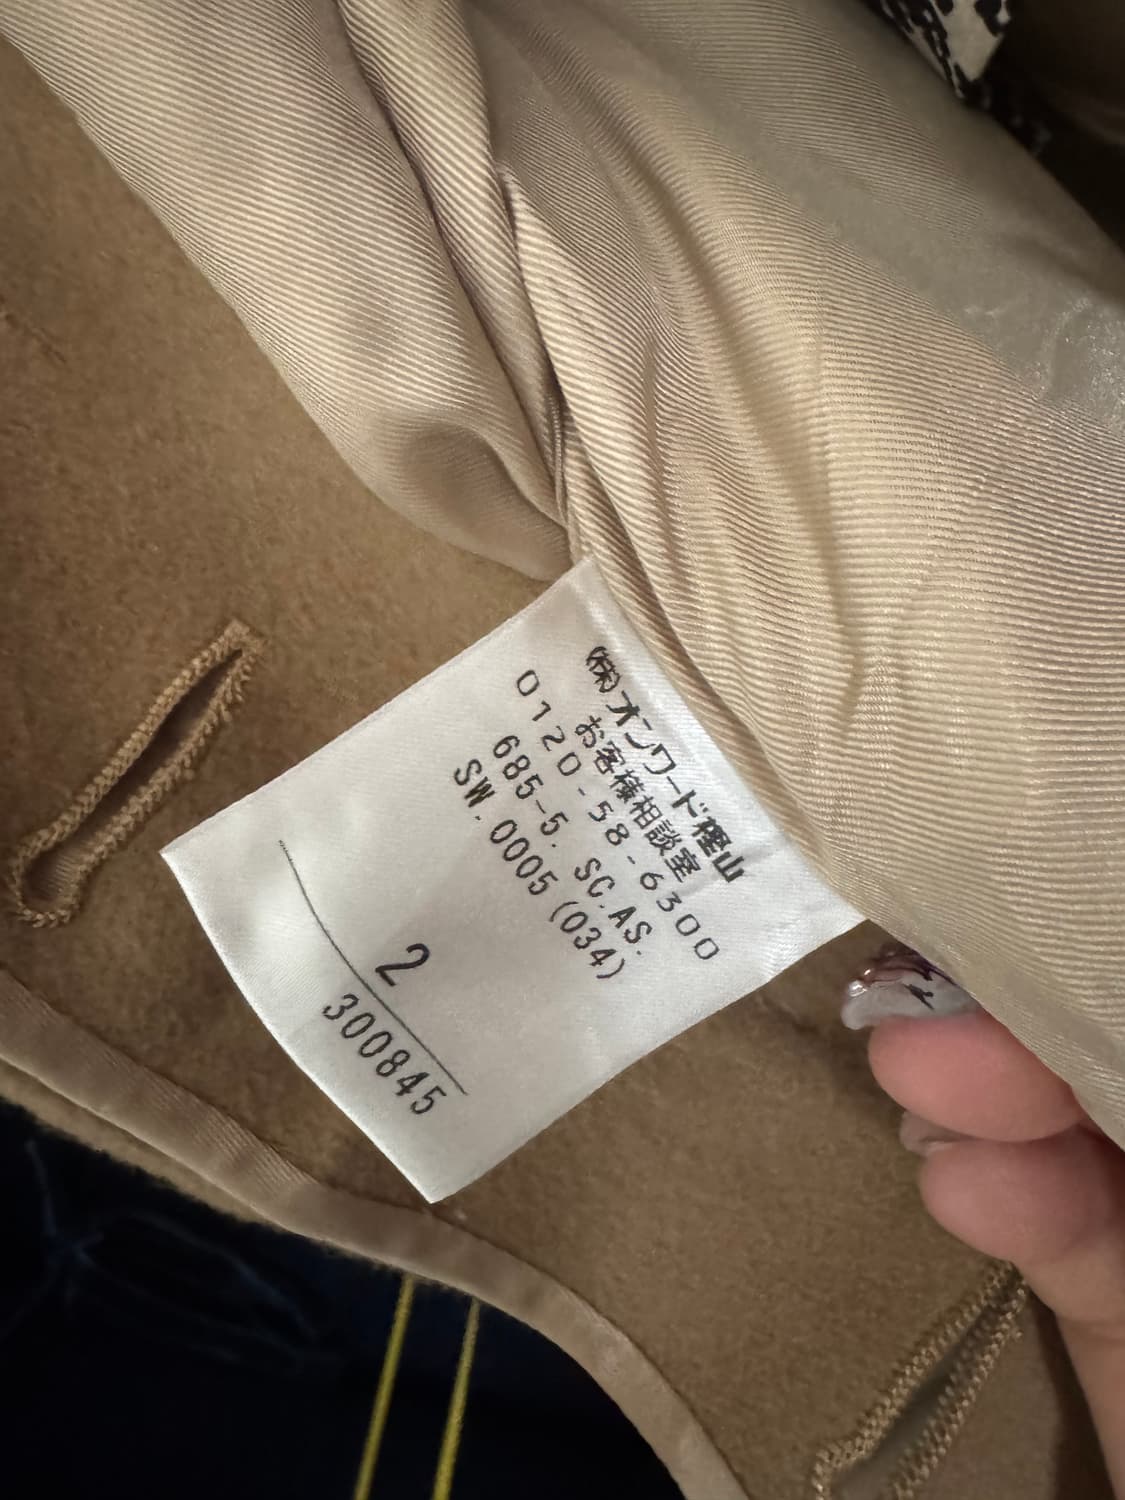 (株)オンワード樫山
お客様相談室
0120-58-6300
685-5. SC.AS.
SW.0005(034)
2
300845